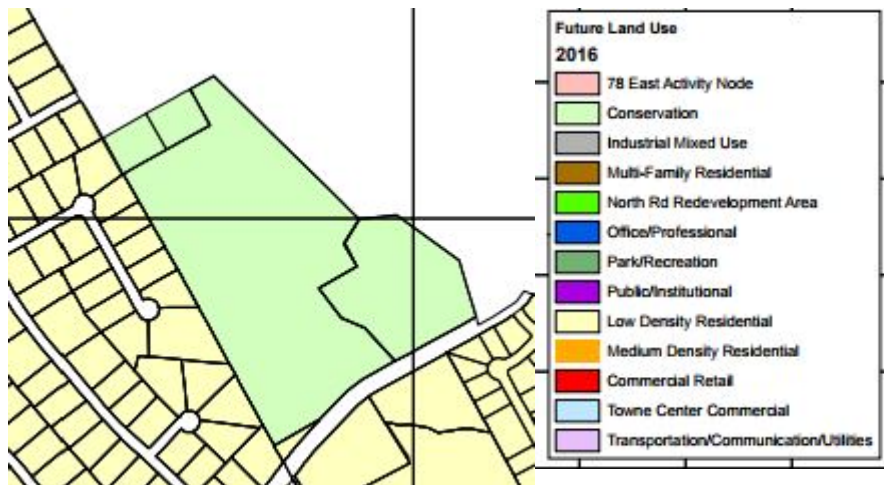 Future Land Use
2016
78 East Activity Node
Conservation
Industrial Mixed Use
Multi-Family Residential
North Rd Redevelopment Area
Office/Professional
Park/Recreation
Public/Institutional
Low Density Residential
Medium Density Residential
Commercial Retail
Towne Center Commercial
Transportation/Communication/Utilities